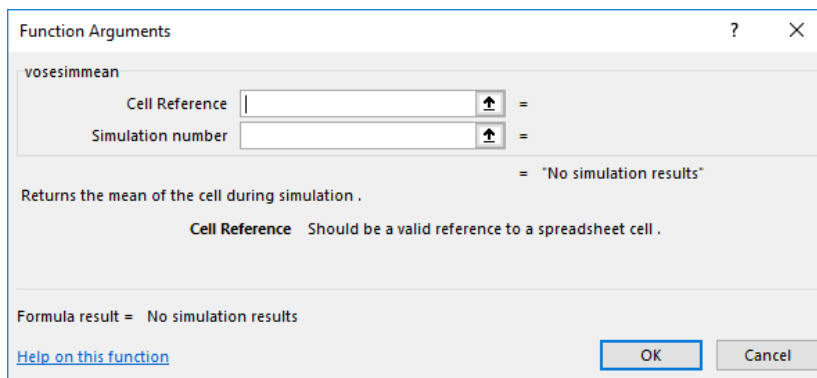 Function Arguments ?
vosesimmean
Cell Reference =
Simulation number =
= "No simulation results"
Returns the mean of the cell during simulation .
Cell Reference Should be a valid reference to a spreadsheet cell .
Formula result = No simulation results
Help on this function OK Cancel